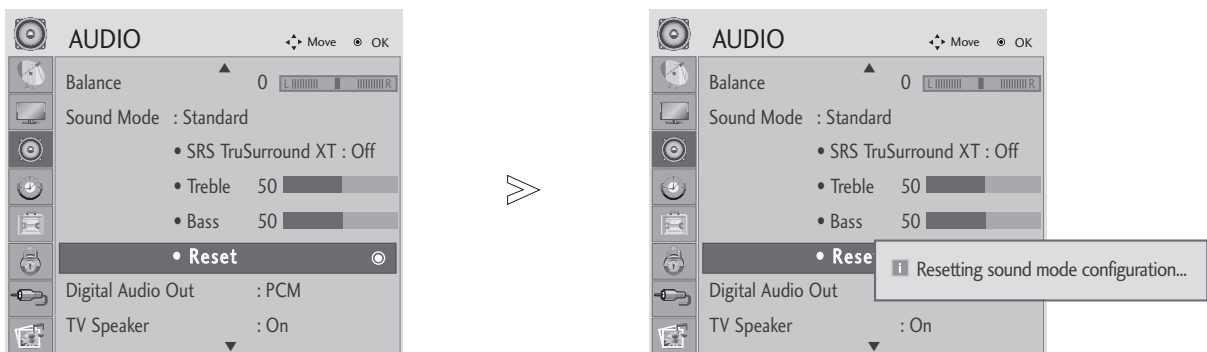 AUDIO Move OK
Balance 0 L R
Sound Mode : Standard
• SRS TruSurround XT : Off
• Treble 50
• Bass 50
• Reset
Digital Audio Out : PCM
TV Speaker : On
AUDIO Move OK
Balance 0 L R
Sound Mode : Standard
• SRS TruSurround XT : Off
• Treble 50
• Bass 50
• Rese
i Resetting sound mode configuration...
Digital Audio Out
TV Speaker : On